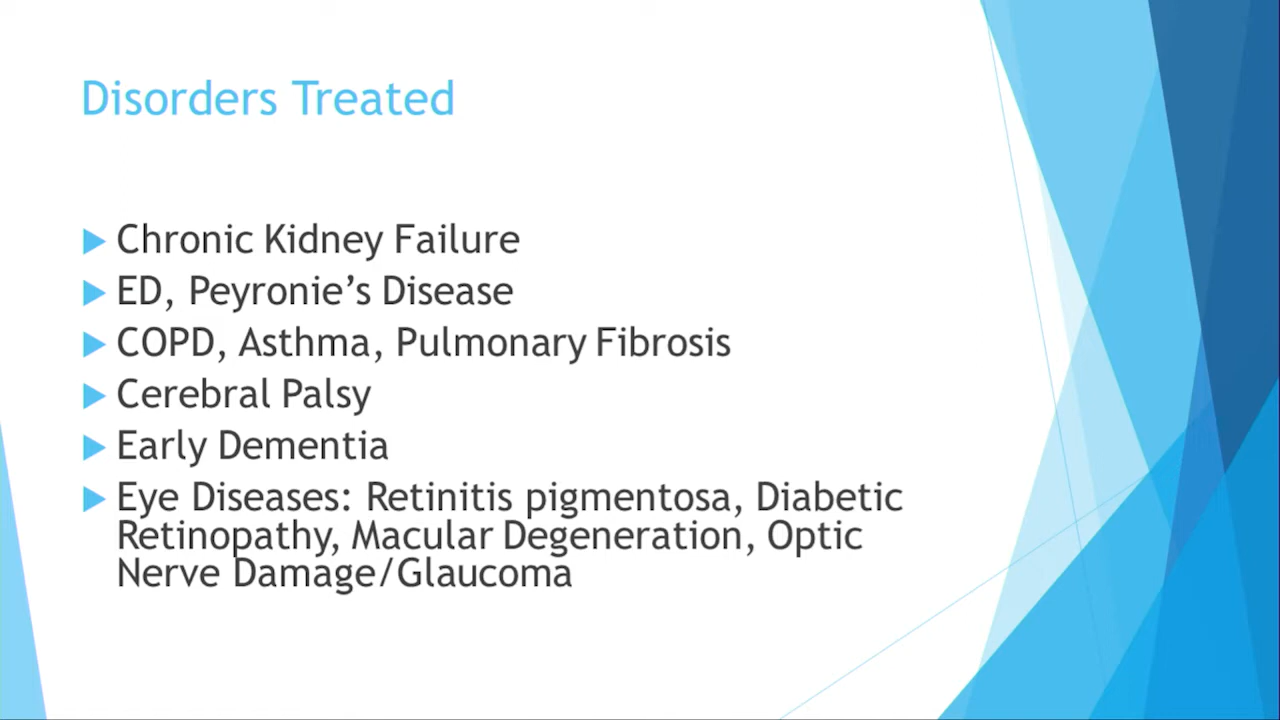 Disorders Treated
Chronic Kidney Failure
ED, Peyronie’s Disease
COPD, Asthma, Pulmonary Fibrosis
Cerebral Palsy
Early Dementia
Eye Diseases: Retinitis pigmentosa, Diabetic
Retinopathy, Macular Degeneration, Optic
Nerve Damage/Glaucoma